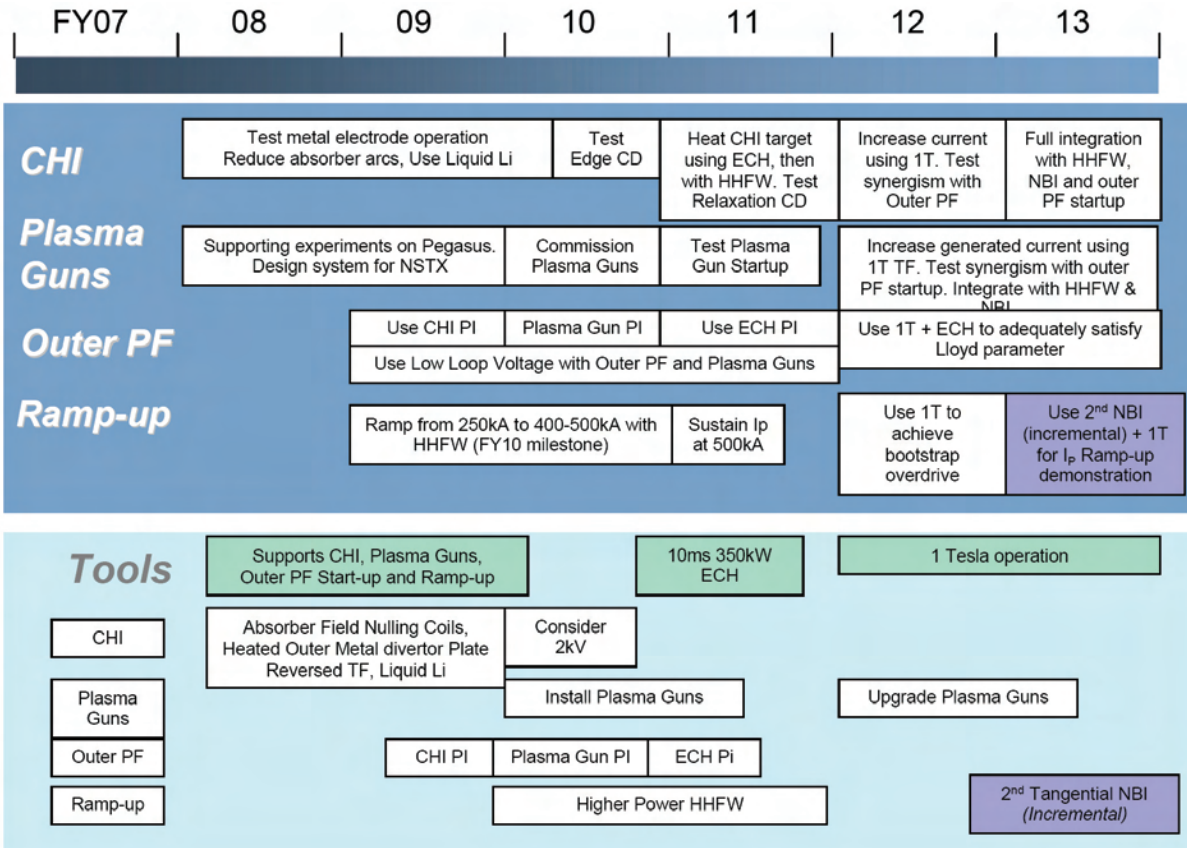 FY07 08 09 10 11 12 13
CHI
Test metal electrode operation
Reduce absorber arcs, Use Liquid Li
Test
Edge CD
Heat CHI target
using ECH, then
with HHFW. Test
Relaxation CD
Increase current
using 1T. Test
synergism with
Outer PF
Full integration
with HHFW,
NBI and outer
PF startup
Plasma
Guns
Supporting experiments on Pegasus.
Design system for NSTX
Commission
Plasma Guns
Test Plasma
Gun Startup
Increase generated current using
1T TF. Test synergism with outer
PF startup. Integrate with HHFW &
NBI
Outer PF
Use CHI PI
Plasma Gun PI
Use ECH PI
Use 1T + ECH to adequately satisfy
Lloyd parameter
Use Low Loop Voltage with Outer PF and Plasma Guns
Ramp-up
Ramp from 250kA to 400-500kA with
HHFW (FY10 milestone)
Sustain Ip
at 500kA
Use 1T to
achieve
bootstrap
overdrive
Use 2nd NBI
(incremental) + 1T
for IP Ramp-up
demonstration
Tools
Supports CHI, Plasma Guns,
Outer PF Start-up and Ramp-up
10ms 350kW
ECH
1 Tesla operation
CHI
Absorber Field Nulling Coils,
Heated Outer Metal divertor Plate
Reversed TF, Liquid Li
Consider
2kV
Plasma
Guns
Install Plasma Guns
Upgrade Plasma Guns
Outer PF
CHI PI
Plasma Gun PI
ECH Pi
Ramp-up
Higher Power HHFW
2nd Tangential NBI
(Incremental)